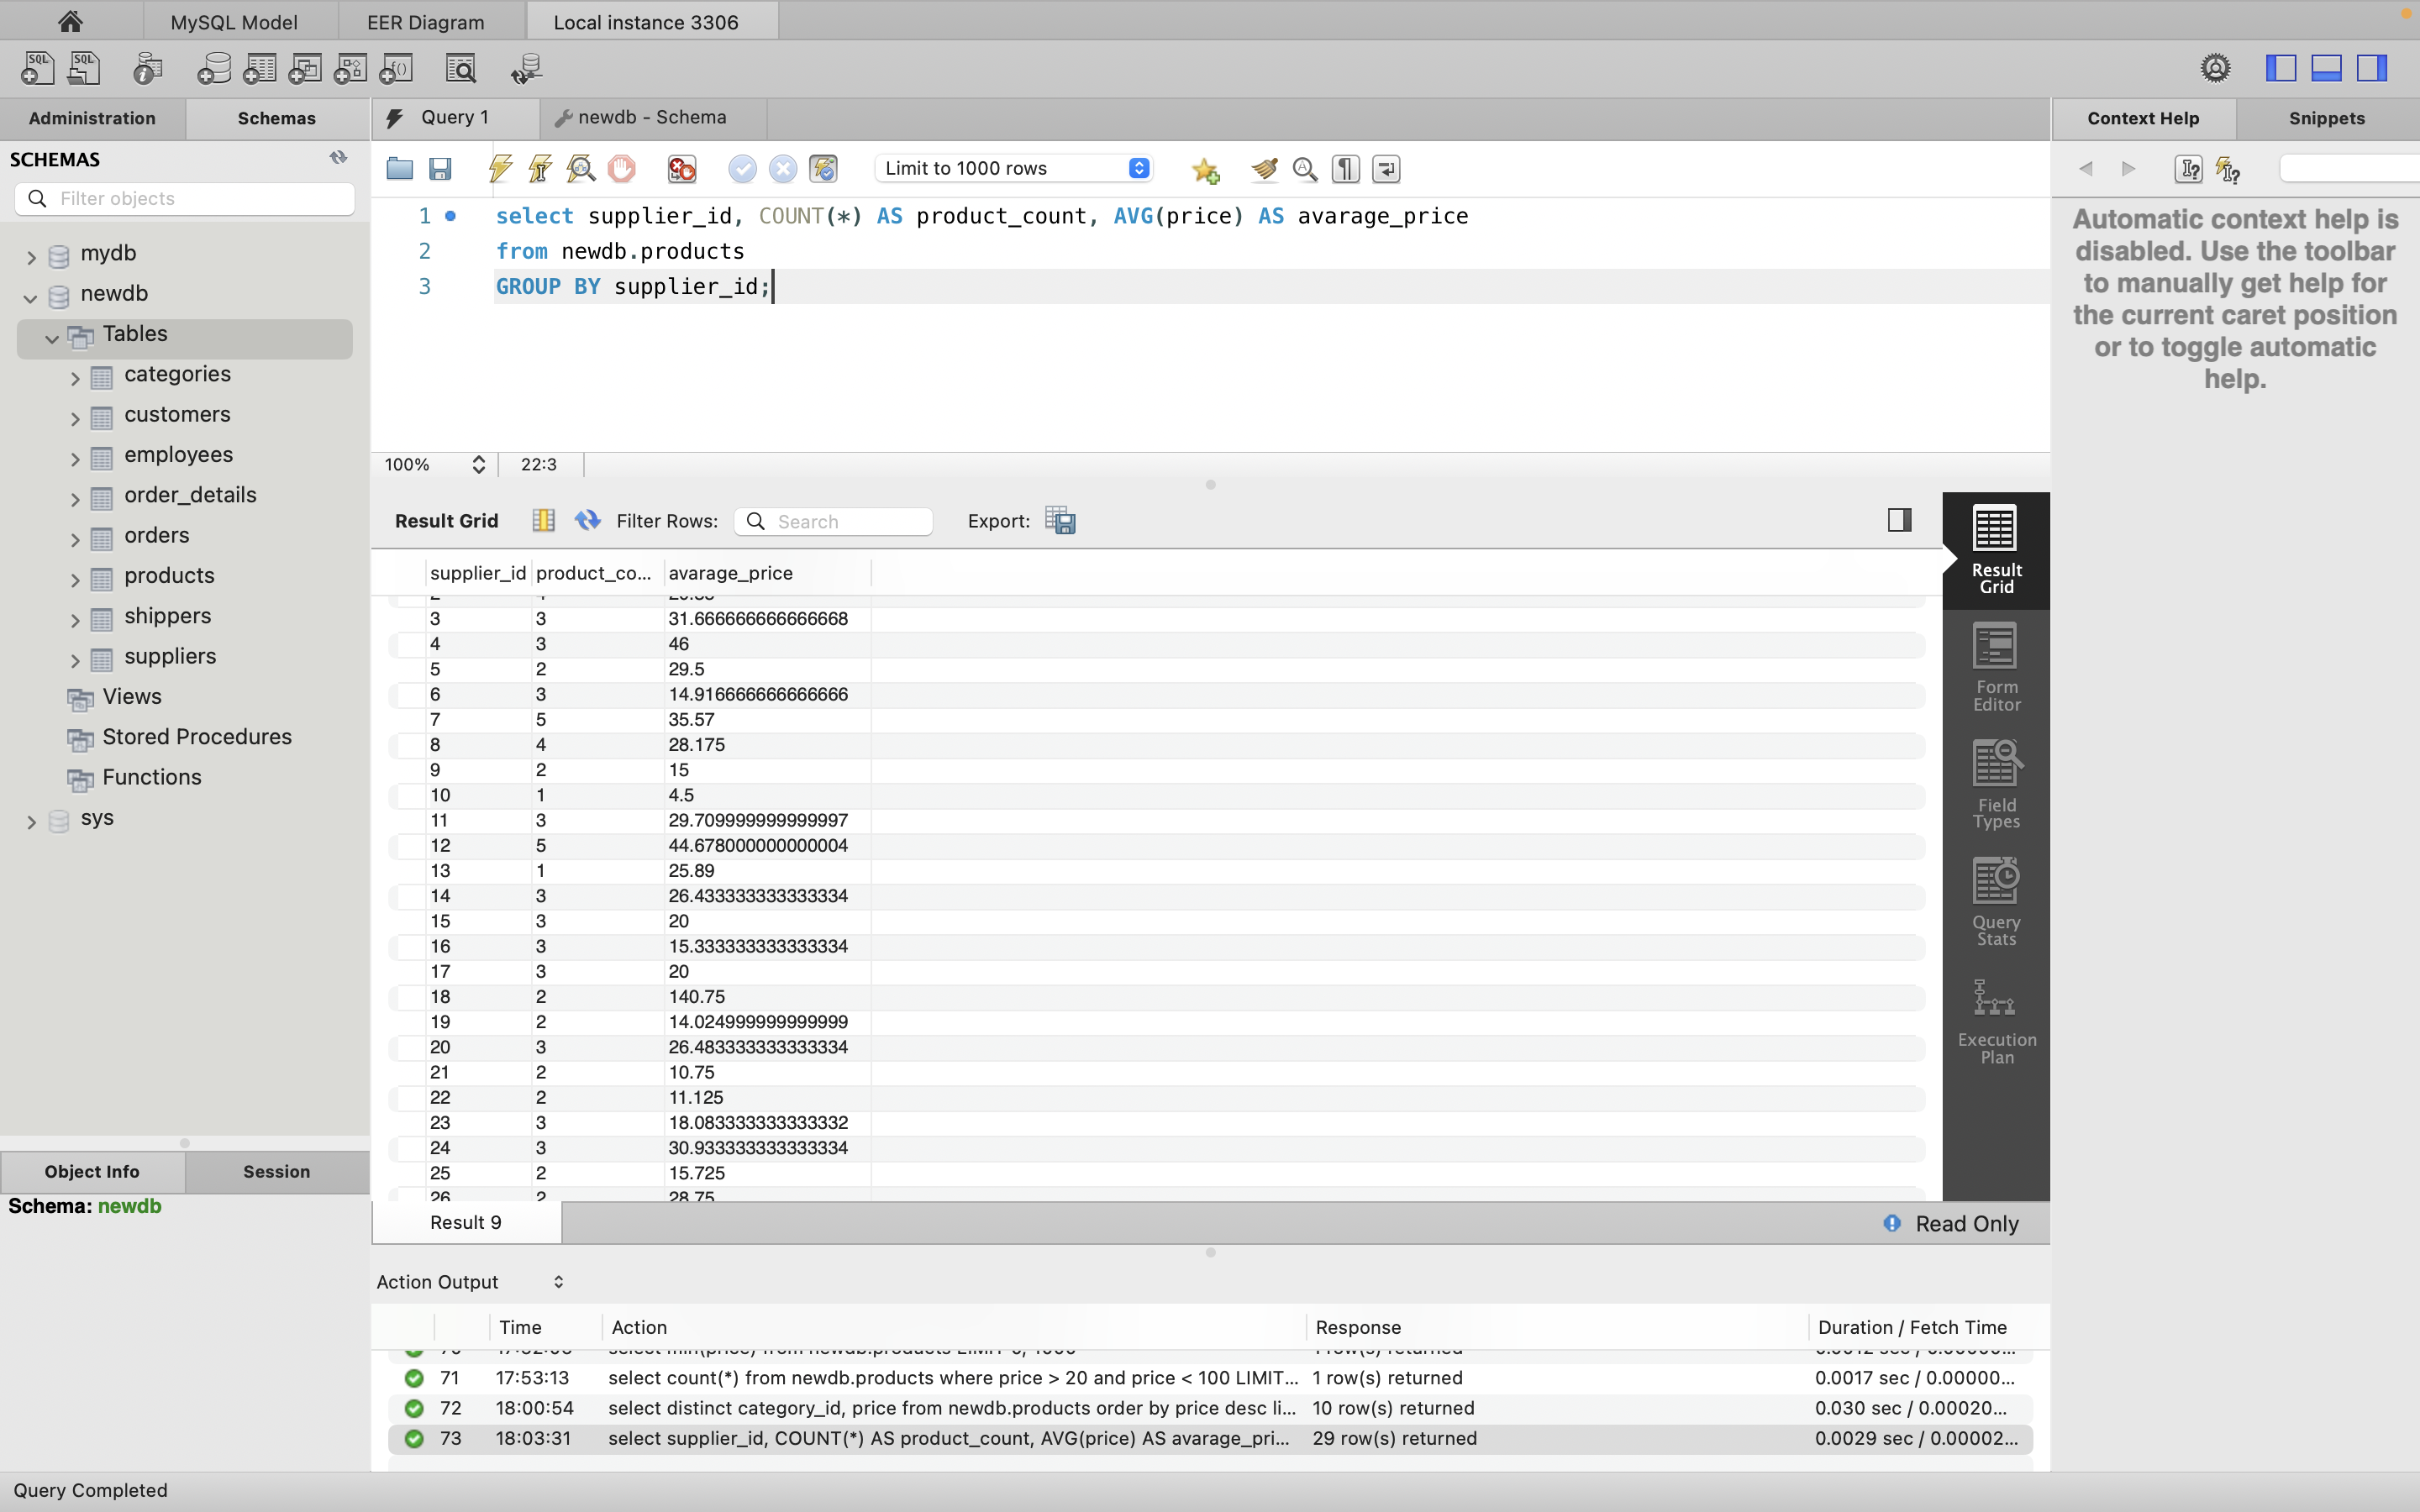 MySQL Model
EER Diagram
Local instance 3306
Administration
Schemas
Query 1
newdb - Schema
Context Help
Snippets
SCHEMAS
Filter objects
Limit to 1000 rows
mydb
newdb
Tables
categories
customers
employees
order_details
orders
products
shippers
suppliers
Views
Stored Procedures
Functions
sys
1 select supplier_id, COUNT(*) AS product_count, AVG(price) AS avarage_price
2 from newdb.products
3 GROUP BY supplier_id;
Automatic context help is
disabled. Use the toolbar
to manually get help for
the current caret position
or to toggle automatic
help.
100% 22:3
Result Grid Filter Rows: Search Export:
supplier_id product_co... avarage_price
3 3 31.666666666666668
4 3 46
5 2 29.5
6 3 14.916666666666666
7 5 35.57
8 4 28.175
9 2 15
10 1 4.5
11 3 29.709999999999997
12 5 44.678000000000004
13 1 25.89
14 3 26.433333333333334
15 3 20
16 3 15.333333333333334
17 3 20
18 2 140.75
19 2 14.024999999999999
20 3 26.483333333333334
21 2 10.75
22 2 11.125
23 3 18.083333333333332
24 3 30.933333333333334
25 2 15.725
26 2 28.75
Result
Grid
Form
Editor
Field
Types
Query
Stats
Execution
Plan
Object Info
Session
Schema: newdb
Result 9
Read Only
Action Output
Time Action Response Duration / Fetch Time
71 17:53:13 select count(*) from newdb.products where price > 20 and price < 100 LIMIT... 1 row(s) returned 0.0017 sec / 0.00000...
72 18:00:54 select distinct category_id, price from newdb.products order by price desc li... 10 row(s) returned 0.030 sec / 0.00020...
73 18:03:31 select supplier_id, COUNT(*) AS product_count, AVG(price) AS avarage_pri... 29 row(s) returned 0.0029 sec / 0.00002...
Query Completed